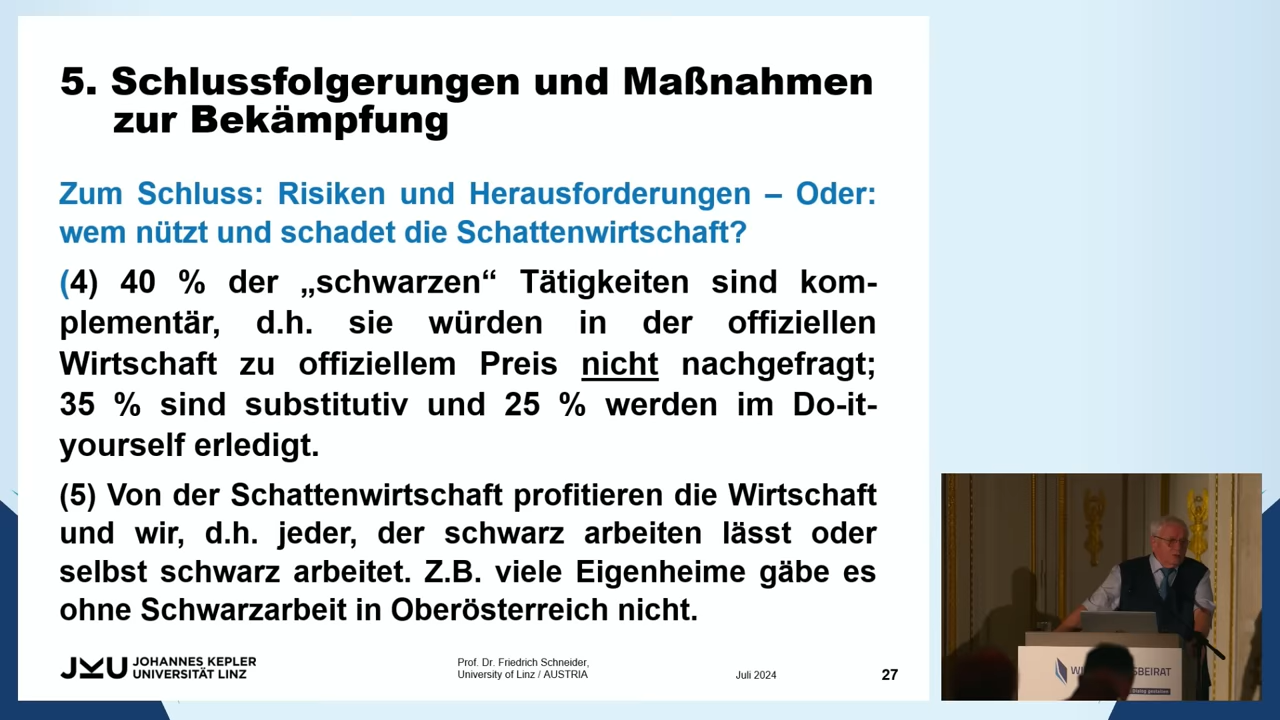 5. Schlussfolgerungen und Maßnahmen
zur Bekämpfung
Zum Schluss: Risiken und Herausforderungen – Oder:
wem nützt und schadet die Schattenwirtschaft?
(4) 40 % der „schwarzen“ Tätigkeiten sind kom-
plementär, d.h. sie würden in der offiziellen
Wirtschaft zu offiziellem Preis nicht nachgefragt;
35 % sind substitutiv und 25 % werden im Do-it-
yourself erledigt.
(5) Von der Schattenwirtschaft profitieren die Wirtschaft
und wir, d.h. jeder, der schwarz arbeiten lässt oder
selbst schwarz arbeitet. Z.B. viele Eigenheime gäbe es
ohne Schwarzarbeit in Oberösterreich nicht.
JKU JOHANNES KEPLER
UNIVERSITÄT LINZ
Prof. Dr. Friedrich Schneider,
University of Linz / AUSTRIA
Juli 2024
27